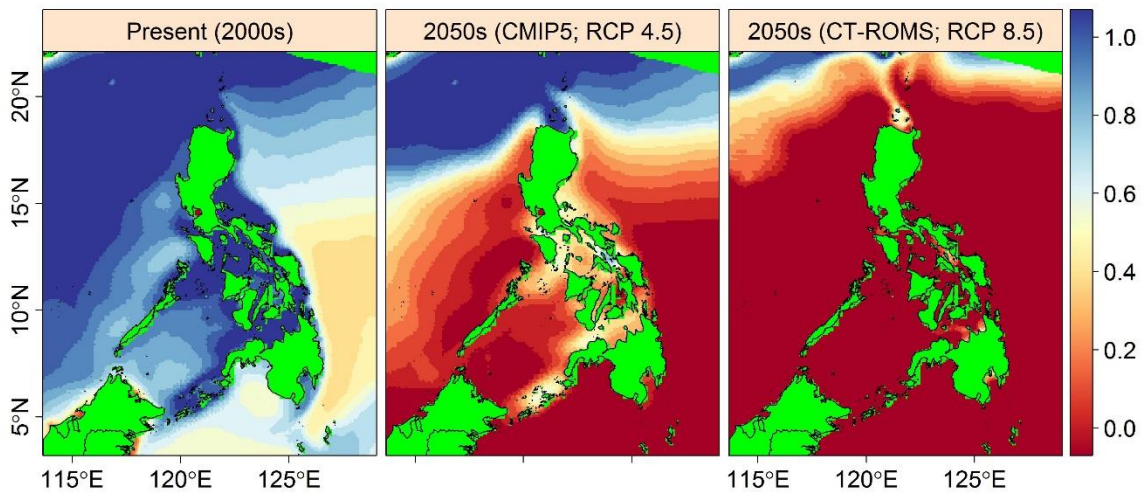 Present (2000s)
2050s (CMIP5; RCP 4.5)
2050s (CT-ROMS; RCP 8.5)
20°N
15°N
10°N
5°N
115°E
120°E
125°E
115°E
120°E
125°E
1.0
0.8
0.6
0.4
0.2
0.0